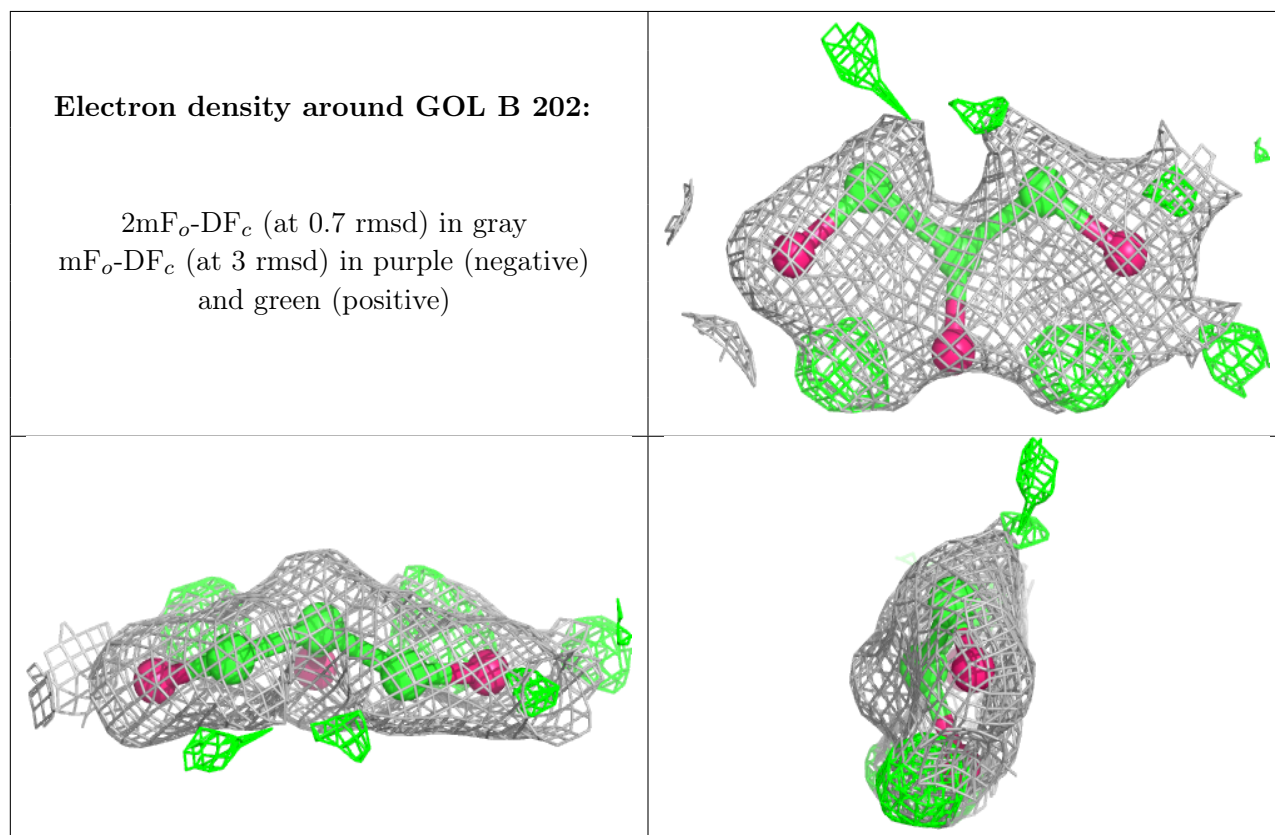 Electron density around GOL B 202:
2mFo-DFc (at 0.7 rmsd) in gray
mFo-DFc (at 3 rmsd) in purple (negative)
and green (positive)